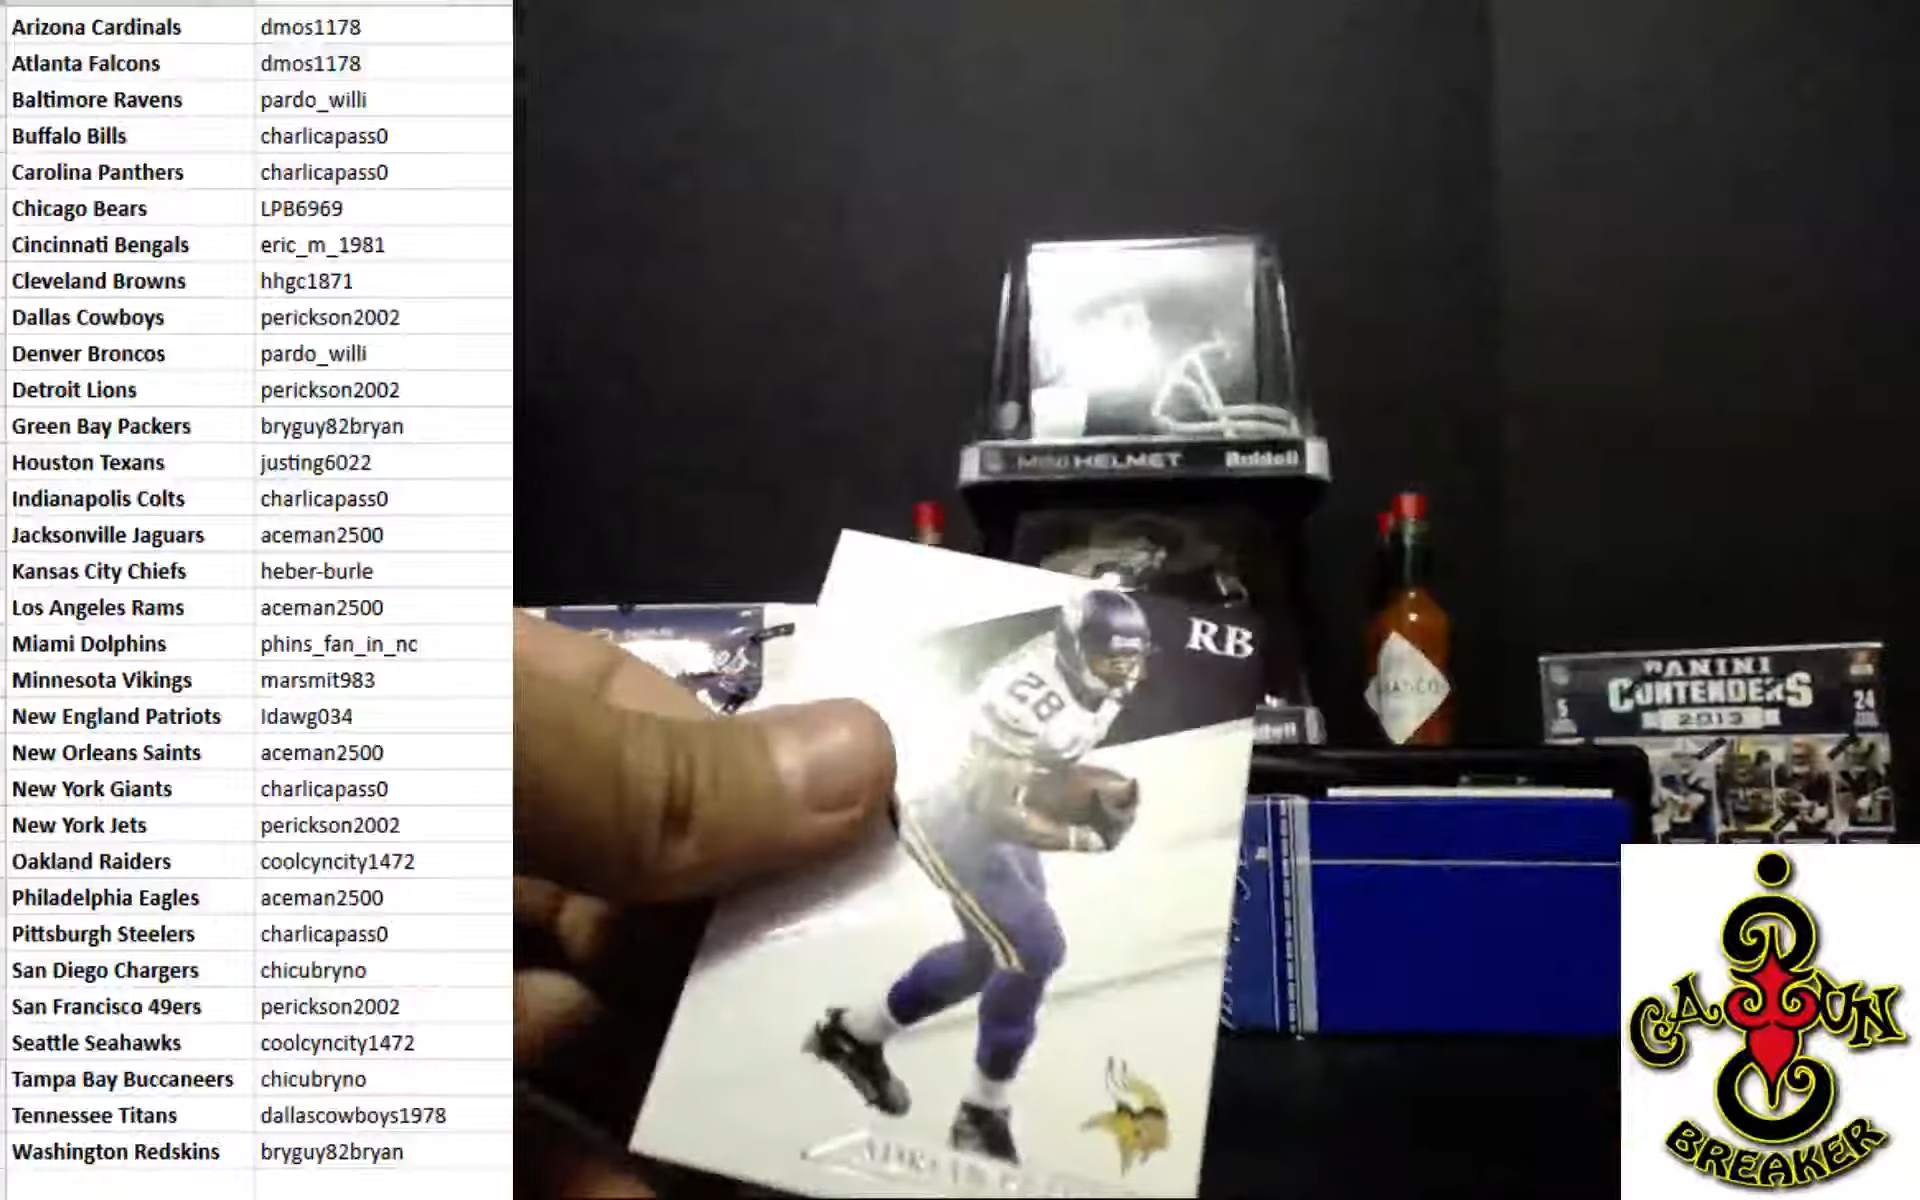 Arizona Cardinals dmos1178
Atlanta Falcons dmos1178
Baltimore Ravens pardo_willi
Buffalo Bills charlicapass0
Carolina Panthers charlicapass0
Chicago Bears LPB6969
Cincinnati Bengals eric_m_1981
Cleveland Browns hhgc1871
Dallas Cowboys perickson2002
Denver Broncos pardo_willi
Detroit Lions perickson2002
Green Bay Packers bryguy82bryan
Houston Texans justing6022
Indianapolis Colts charlicapass0
Jacksonville Jaguars aceman2500
Kansas City Chiefs heber-burle
Los Angeles Rams aceman2500
Miami Dolphins phins_fan_in_nc
Minnesota Vikings marsmit983
New England Patriots ldawg034
New Orleans Saints aceman2500
New York Giants charlicapass0
New York Jets perickson2002
Oakland Raiders coolcyncity1472
Philadelphia Eagles aceman2500
Pittsburgh Steelers charlicapass0
San Diego Chargers chicubryno
San Francisco 49ers perickson2002
Seattle Seahawks coolcyncity1472
Tampa Bay Buccaneers chicubryno
Tennessee Titans dallascowboys1978
Washington Redskins bryguy82bryan
MINI HELMET Riddell
RB
28
TABASCO
PANINI
CONTENDERS
5 2013 24
CAJUN
BREAKER